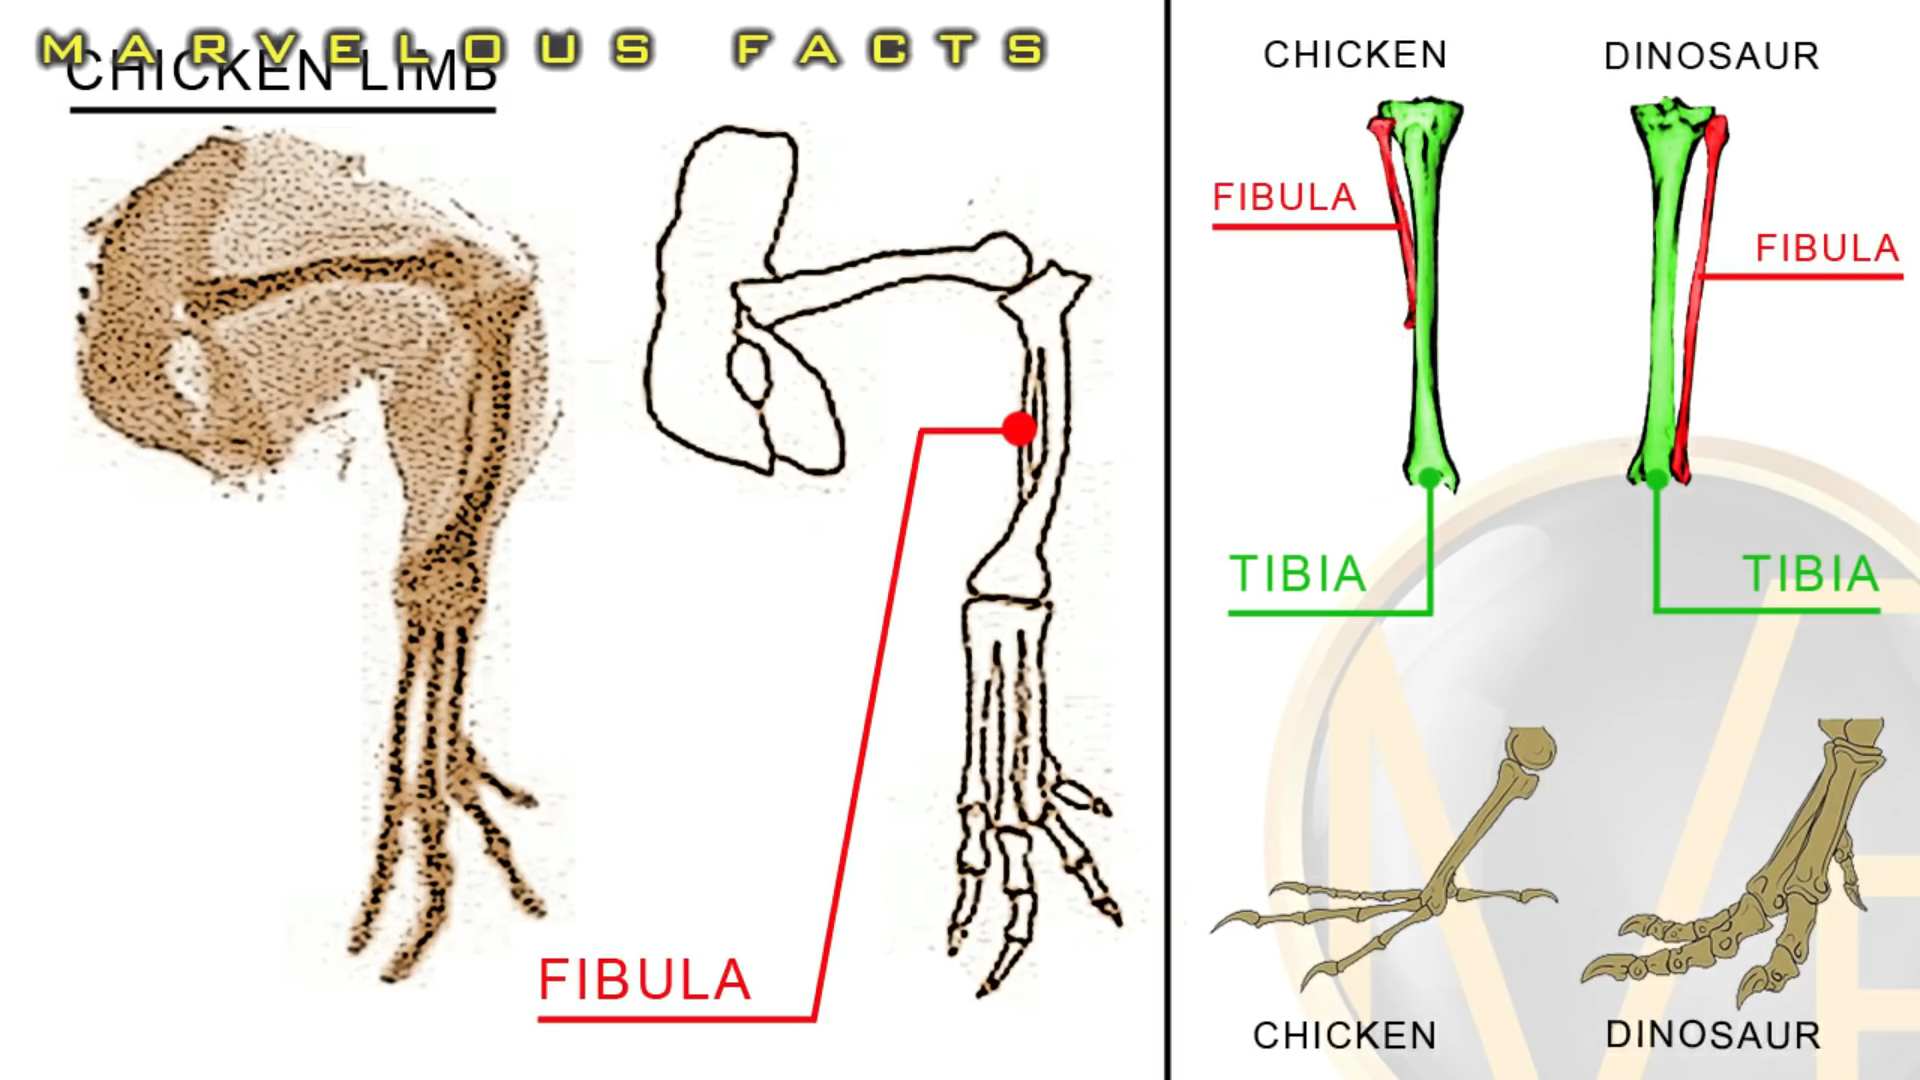 MARVELOUS FACTS
CHICKEN LIMB
FIBULA
CHICKEN
DINOSAUR
FIBULA
FIBULA
TIBIA
TIBIA
CHICKEN
DINOSAUR